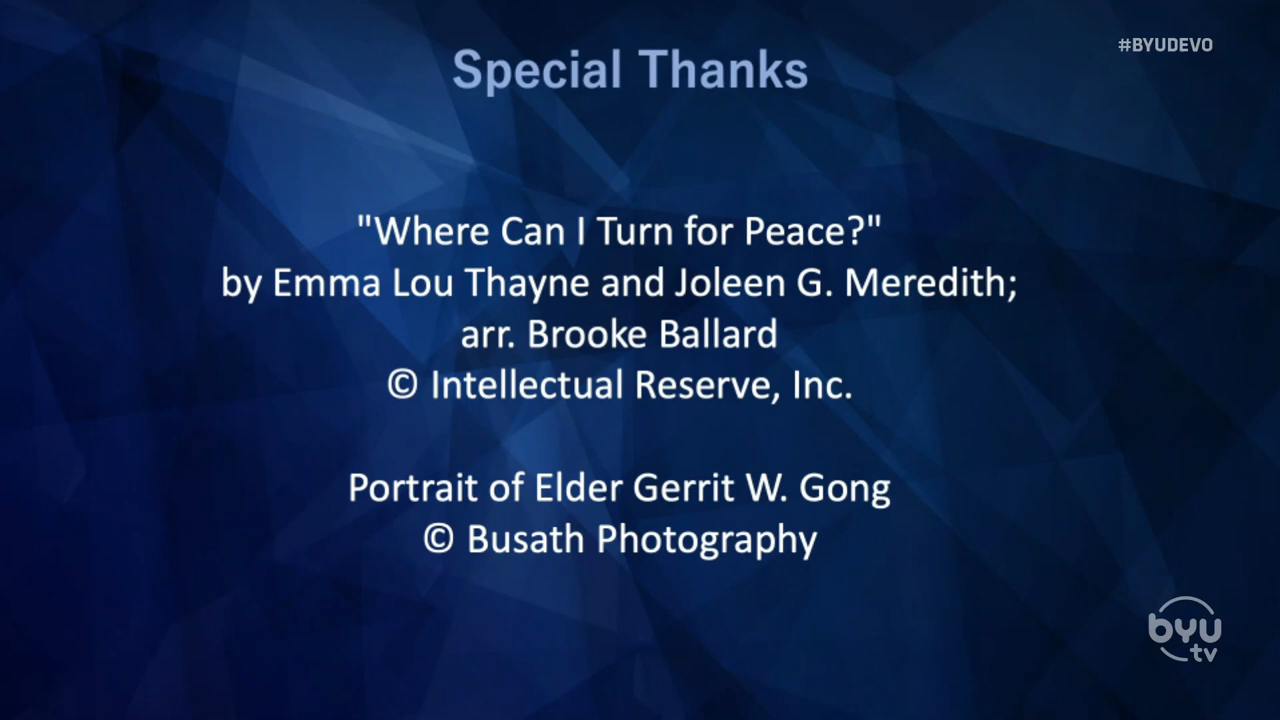 #BYUDEVO
Special Thanks
"Where Can I Turn for Peace?"
by Emma Lou Thayne and Joleen G. Meredith;
arr. Brooke Ballard
© Intellectual Reserve, Inc.
Portrait of Elder Gerrit W. Gong
© Busath Photography
byu
tv